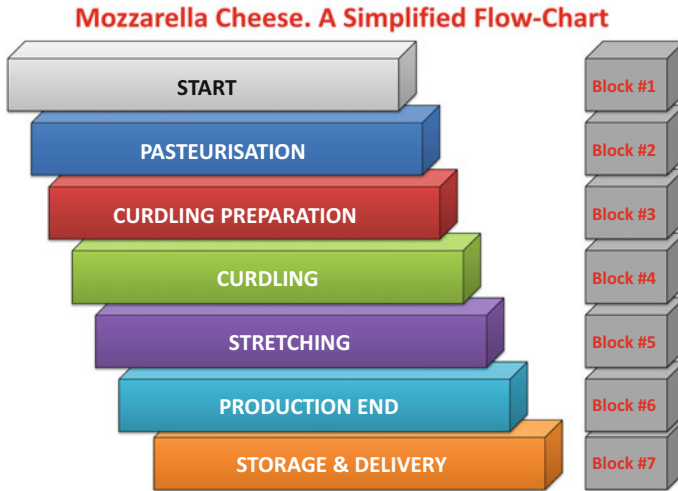 Mozzarella Cheese. A Simplified Flow-Chart
START
Block #1
PASTEURISATION
Block #2
CURDLING PREPARATION
Block #3
CURDLING
Block #4
STRETCHING
Block #5
PRODUCTION END
Block #6
STORAGE & DELIVERY
Block #7